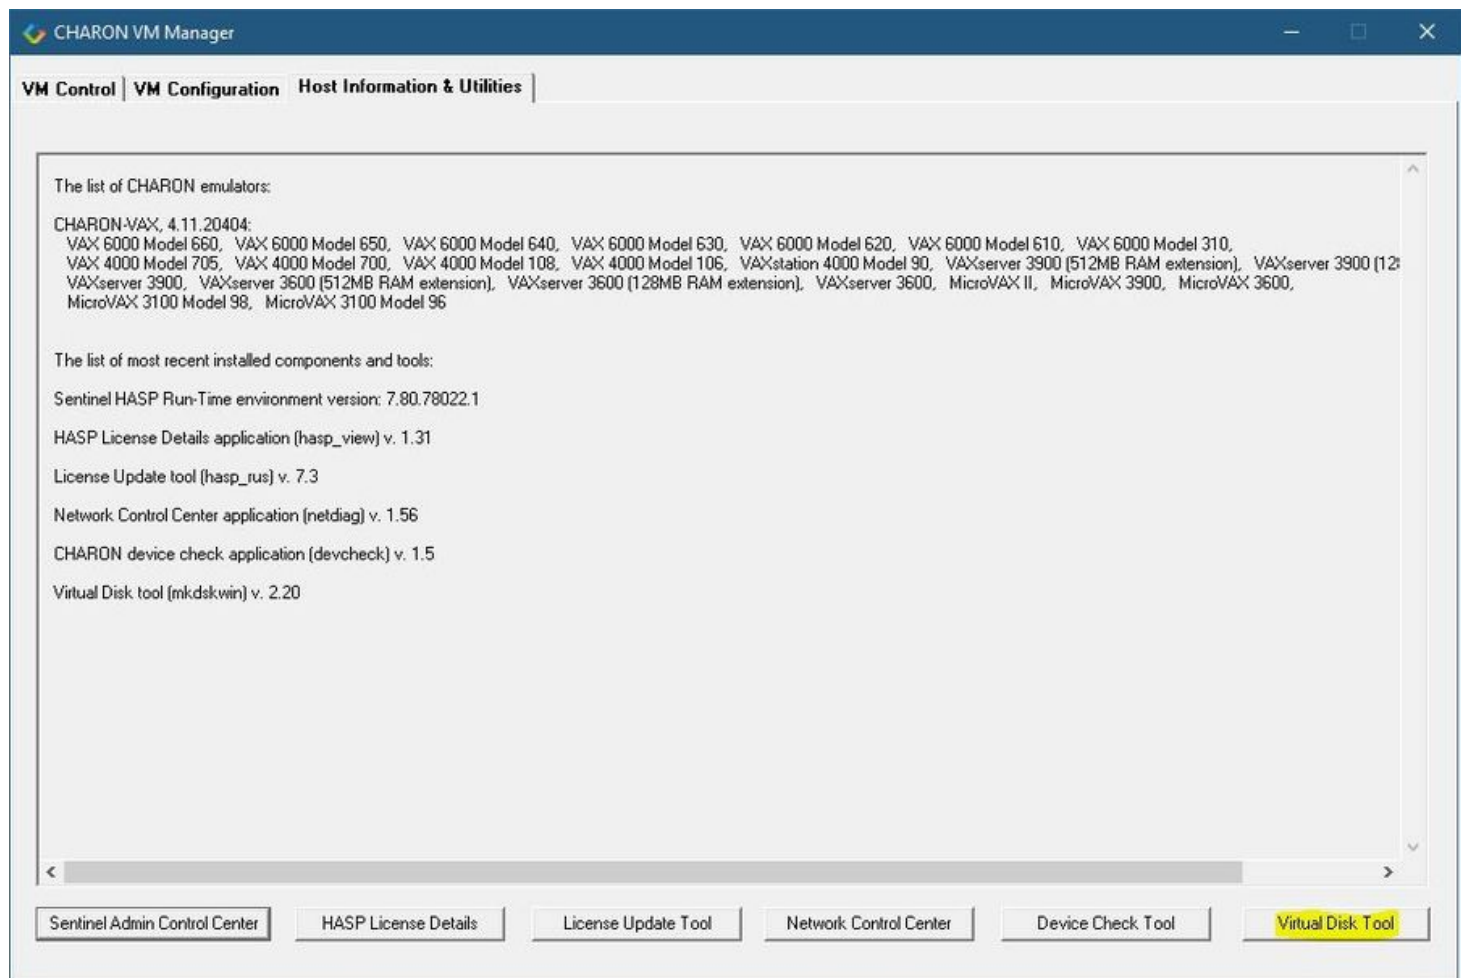 CHARON VM Manager
VM Control VM Configuration Host Information & Utilities
The list of CHARON emulators:
CHARON-VAX, 4.11.20404:
VAX 6000 Model 660, VAX 6000 Model 650, VAX 6000 Model 640, VAX 6000 Model 630, VAX 6000 Model 620, VAX 6000 Model 610, VAX 6000 Model 310,
VAX 4000 Model 705, VAX 4000 Model 700, VAX 4000 Model 108, VAX 4000 Model 106, VAXstation 4000 Model 90, VAXserver 3900 (512MB RAM extension), VAXserver 3900 (12
VAXserver 3900, VAXserver 3600 (512MB RAM extension), VAXserver 3600 (128MB RAM extension), VAXserver 3600, MicroVAX II, MicroVAX 3900, MicroVAX 3600,
MicroVAX 3100 Model 98, MicroVAX 3100 Model 96
The list of most recent installed components and tools:
Sentinel HASP Run-Time environment version: 7.80.78022.1
HASP License Details application (hasp_view) v. 1.31
License Update tool (hasp_rus) v. 7.3
Network Control Center application (netdiag) v. 1.56
CHARON device check application (devcheck) v. 1.5
Virtual Disk tool (mkdskwin) v. 2.20
Sentinel Admin Control Center HASP License Details License Update Tool Network Control Center Device Check Tool Virtual Disk Tool